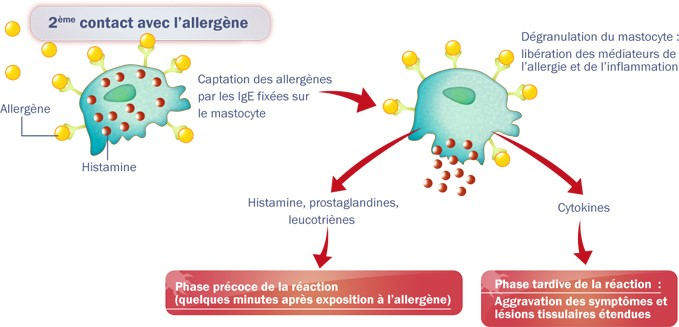 2ème contact avec l'allergène
Allergène
Histamine
Captation des allergènes
par les IgE fixées sur
le mastocyte
Dégranulation du mastocyte :
libération des médiateurs de
l'allergie et de l'inflammation
Histamine, prostaglandines,
leucotriènes
Cytokines
Phase précoce de la réaction
(quelques minutes après exposition à l'allergène)
Phase tardive de la réaction :
Aggravation des symptômes et
lésions tissulaires étendues